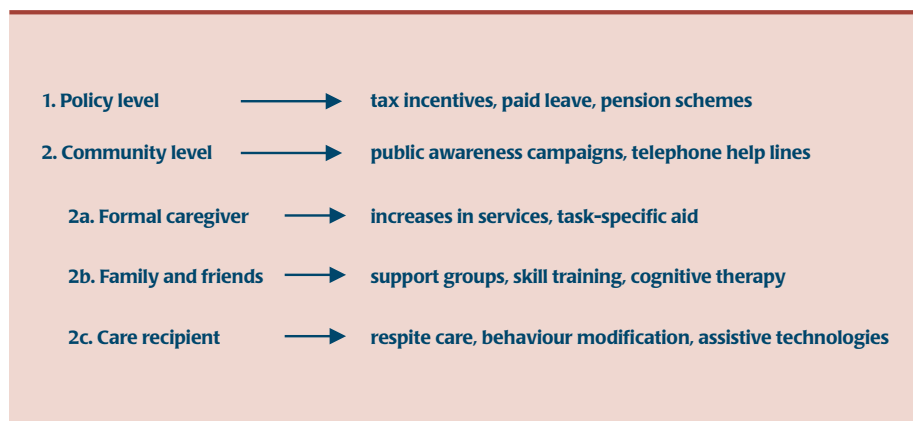 1. Policy level tax incentives, paid leave, pension schemes
2. Community level public awareness campaigns, telephone help lines
2a. Formal caregiver increases in services, task-specific aid
2b. Family and friends support groups, skill training, cognitive therapy
2c. Care recipient respite care, behaviour modification, assistive technologies